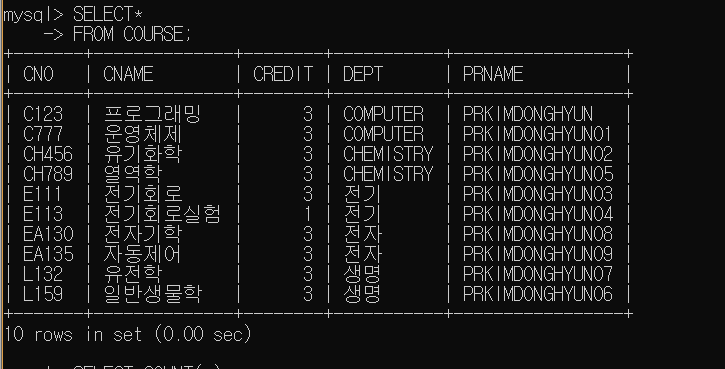 mysql> SELECT*
-> FROM COURSE;
| CNO | CNAME | CREDIT | DEPT | PRNAME |
| C123 | 프로그래밍 | 3 | COMPUTER | PRKIMDONGHYUN |
| C777 | 운영체제 | 3 | COMPUTER | PRKIMDONGHYUN01 |
| CH456 | 유기화학 | 3 | CHEMISTRY | PRKIMDONGHYUN02 |
| CH789 | 열역학 | 3 | CHEMISTRY | PRKIMDONGHYUN05 |
| E111 | 전기회로 | 3 | 전기 | PRKIMDONGHYUN03 |
| E113 | 전기회로실험 | 1 | 전기 | PRKIMDONGHYUN04 |
| EA130 | 전자기학 | 3 | 전자 | PRKIMDONGHYUN08 |
| EA135 | 자동제어 | 3 | 전자 | PRKIMDONGHYUN09 |
| L132 | 유전학 | 3 | 생명 | PRKIMDONGHYUN07 |
| L159 | 일반생물학 | 3 | 생명 | PRKIMDONGHYUN06 |
10 rows in set (0.00 sec)